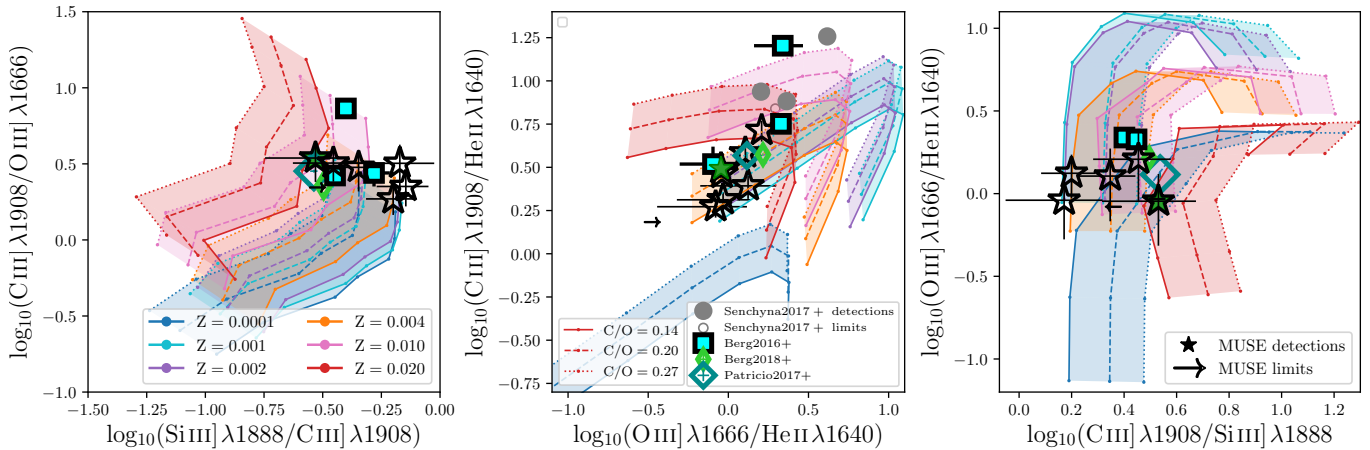 log₁₀(C III] λ1908/O III] λ1666)
1.5
1.0
0.5
0.0
−0.5
−1.0
−1.50
−1.25
−1.00
−0.75
−0.50
−0.25
0.00
log₁₀(Si III] λ1888/C III] λ1908)
Z = 0.0001
Z = 0.001
Z = 0.002
Z = 0.004
Z = 0.010
Z = 0.020
log₁₀(C III] λ1908/He II λ1640)
1.25
1.00
0.75
0.50
0.25
0.00
−0.25
−0.50
−0.75
−1.0
−0.5
0.0
0.5
1.0
log₁₀(O III] λ1666/He II λ1640)
C/O = 0.14
C/O = 0.20
C/O = 0.27
Senchyna2017+ detections
Senchyna2017+ limits
Berg2016+
Berg2018+
Patricio2017+
log₁₀(O III] λ1666/He II λ1640)
1.0
0.5
0.0
−0.5
−1.0
0.0
0.2
0.4
0.6
0.8
1.0
1.2
log₁₀(C III] λ1908/Si III] λ1888
MUSE detections
MUSE limits